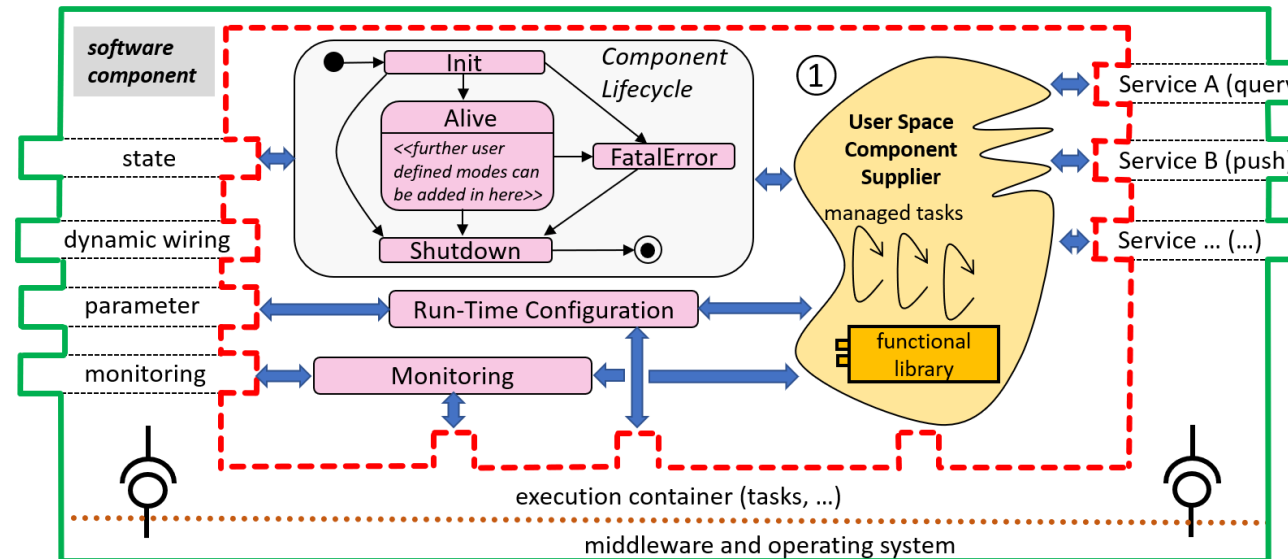 software
component
Component
Lifecycle
Init
Alive
<<further user
defined modes can
be added in here>>
FatalError
Shutdown
1
User Space
Component
Supplier
managed tasks
functional
library
state
dynamic wiring
parameter
monitoring
Run-Time Configuration
Monitoring
Service A (query
Service B (push)
Service ... (...)
execution container (tasks, ...)
middleware and operating system